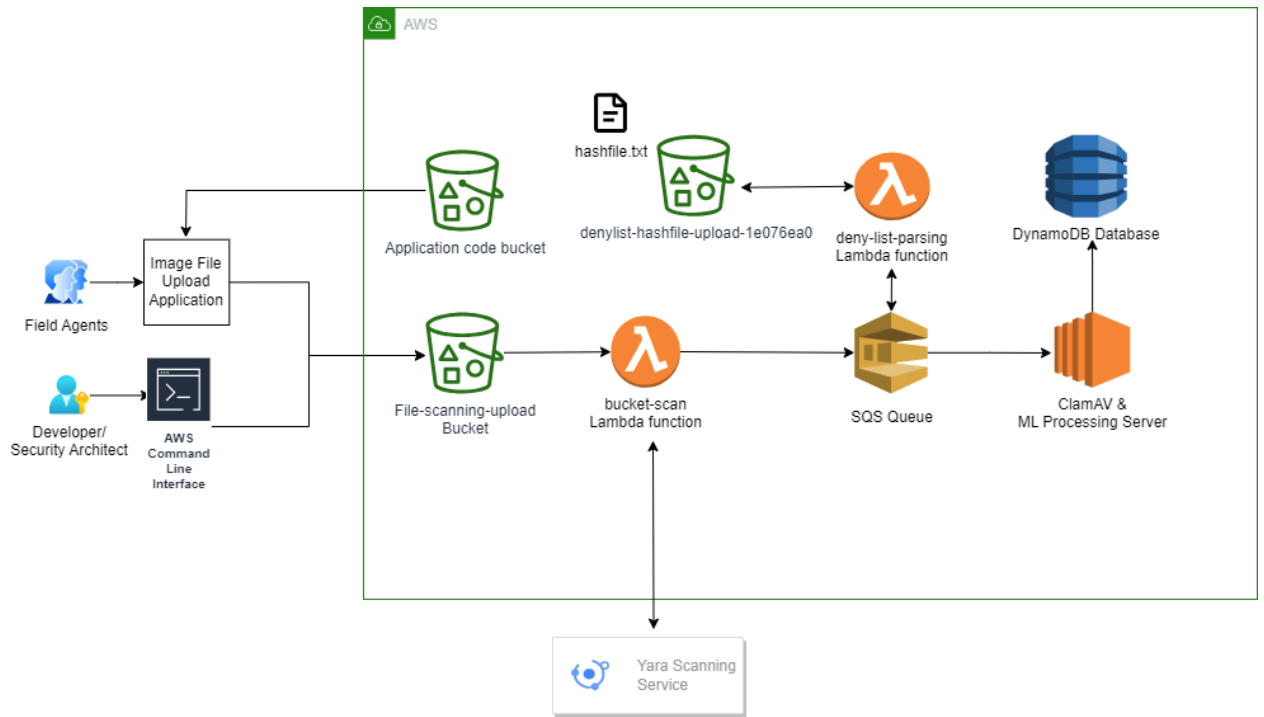 AWS
hashfile.txt
denylist-hashfile-upload-1e076ea0
deny-list-parsing
Lambda function
DynamoDB Database
Application code bucket
Image File
Upload
Application
Field Agents
File-scanning-upload
Bucket
bucket-scan
Lambda function
SQS Queue
ClamAV &
ML Processing Server
Developer/
Security Architect
AWS
Command
Line
Interface
Yara Scanning
Service